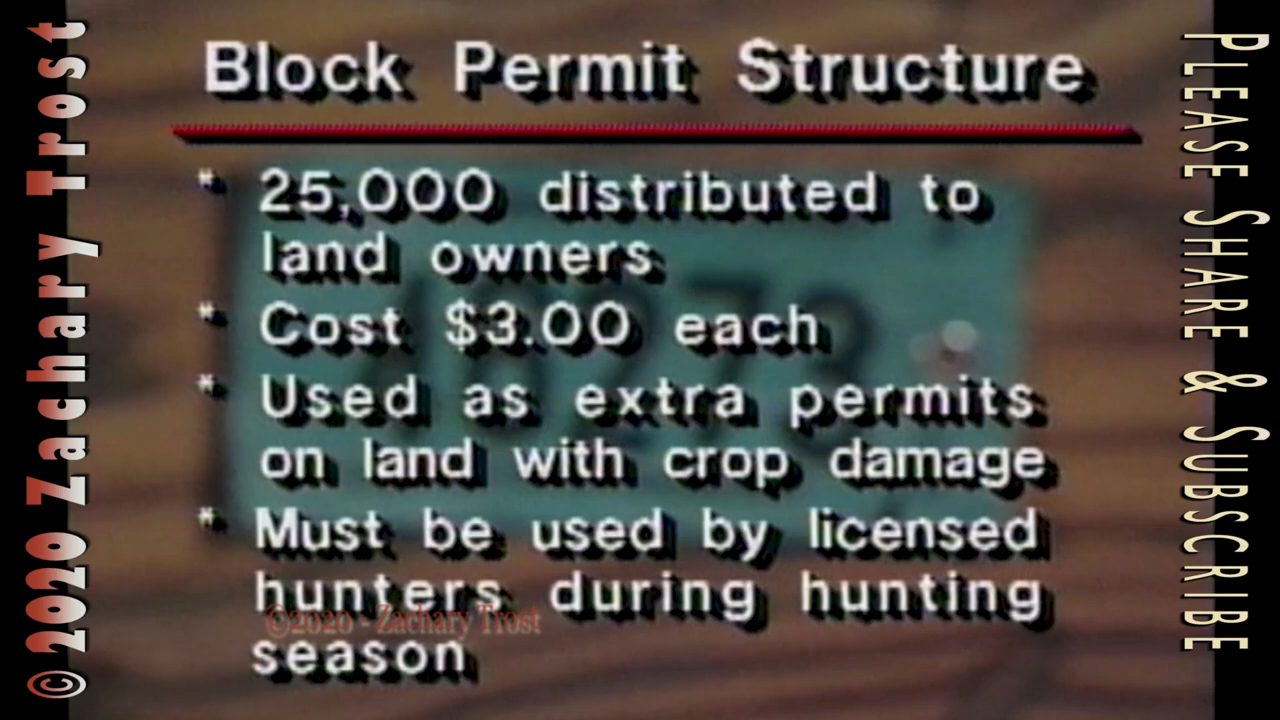 Block Permit Structure
* 25,000 distributed to
land owners
* Cost $3.00 each
* Used as extra permits
on land with crop damage
* Must be used by licensed
hunters during hunting
season
©2020 - Zachary Trost
© 2020 Zachary Trost
Please Share & Subscribe